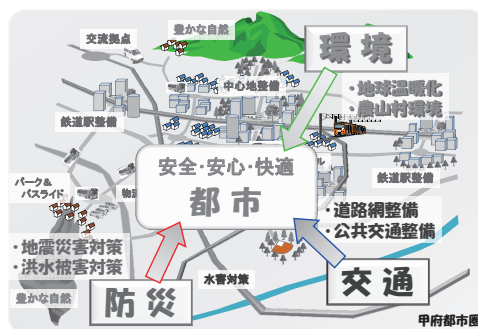 豊かな自然
交流拠点
環境
中心地整備
・地球温暖化
・農山村環境
鉄道駅整備
安全・安心・快適
都市
鉄道駅整備
パーク&
バスライド
・道路網整備
・公共交通整備
・地震災害対策
・洪水被害対策
水害対策
交通
防災
豊かな自然
甲府都市圏